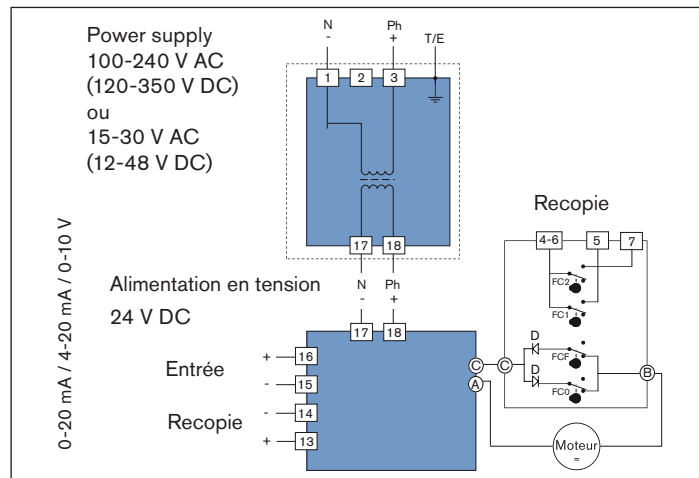 Power supply
100-240 V AC
(120-350 V DC)
ou
15-30 V AC
(12-48 V DC)
N Ph T/E
- +
1 2 3
17 18
N Ph
- +
Alimentation en tension
24 V DC
17 18
0-20 mA / 4-20 mA / 0-10 V
Entrée
+ 16
- 15
Recopie
- 14
+ 13
C
A
Recopie
4-6 5 7
FC2
FC1
D
FCF
C
D
FC0
B
Moteur
=